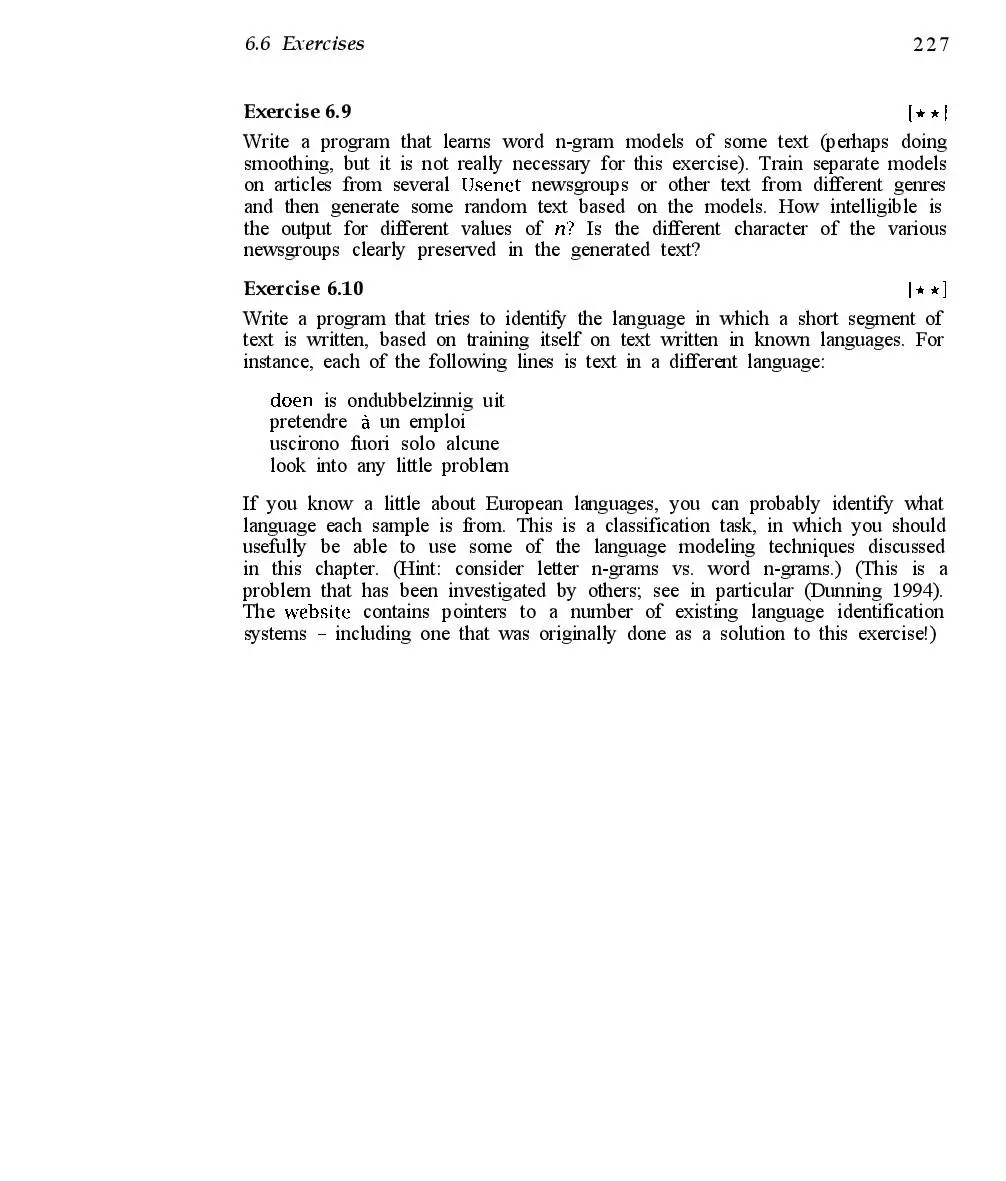 6.6 Exercises 227
Exercise 6.9 [⋆⋆]
Write a program that learns word n-gram models of some text (perhaps doing
smoothing, but it is not really necessary for this exercise). Train separate models
on articles from several Usenet newsgroups or other text from different genres
and then generate some random text based on the models. How intelligible is
the output for different values of n? Is the different character of the various
newsgroups clearly preserved in the generated text?
Exercise 6.10 [⋆⋆]
Write a program that tries to identify the language in which a short segment of
text is written, based on training itself on text written in known languages. For
instance, each of the following lines is text in a different language:
doen is ondubbelzinnig uit
pretendre à un emploi
uscirono fuori solo alcune
look into any little problem
If you know a little about European languages, you can probably identify what
language each sample is from. This is a classification task, in which you should
usefully be able to use some of the language modeling techniques discussed
in this chapter. (Hint: consider letter n-grams vs. word n-grams.) (This is a
problem that has been investigated by others; see in particular (Dunning 1994).
The website contains pointers to a number of existing language identification
systems – including one that was originally done as a solution to this exercise!)